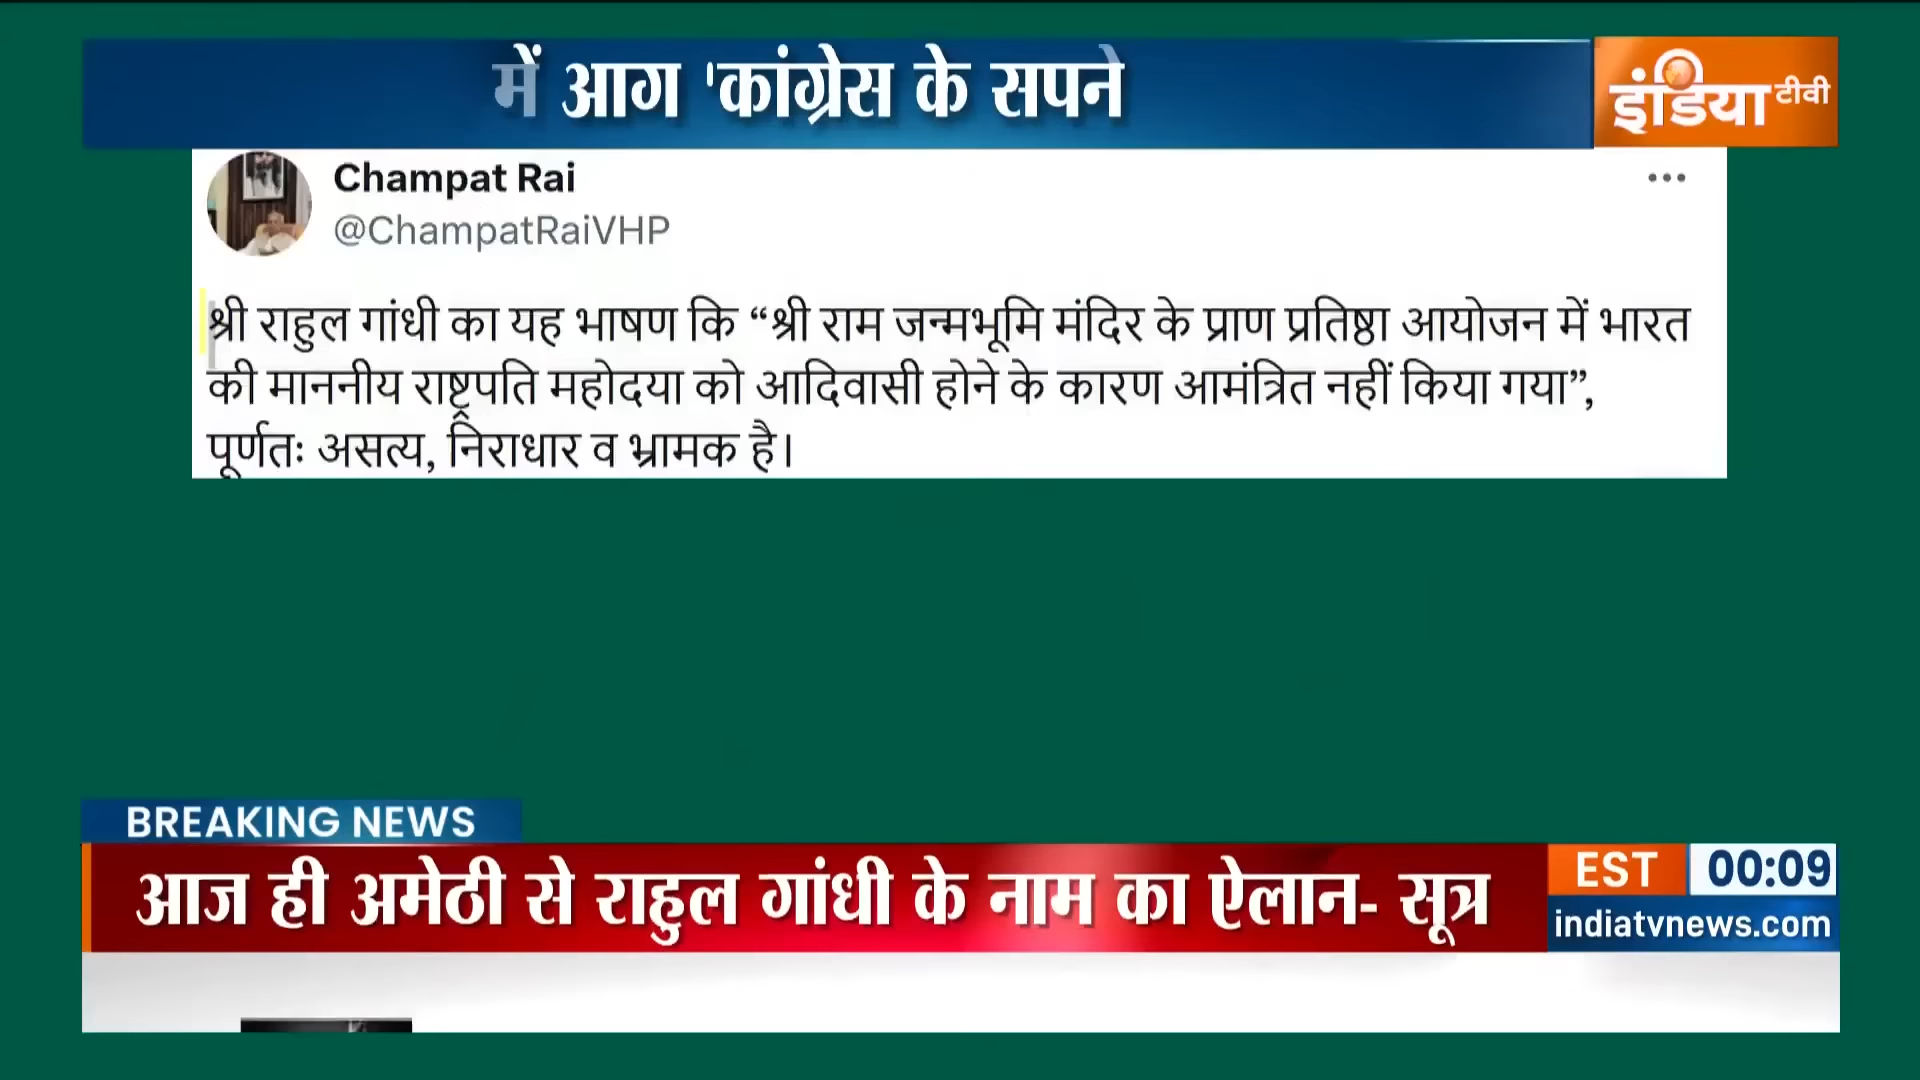 में आग 'कांग्रेस के सपने
इंडिया टीवी
Champat Rai
@ChampatRaiVHP
श्री राहुल गांधी का यह भाषण कि “श्री राम जन्मभूमि मंदिर के प्राण प्रतिष्ठा आयोजन में भारत
की माननीय राष्ट्रपति महोदया को आदिवासी होने के कारण आमंत्रित नहीं किया गया”,
पूर्णतः असत्य, निराधार व भ्रामक है।
BREAKING NEWS
आज ही अमेठी से राहुल गांधी के नाम का ऐलान- सूत्र
EST 00:09
indiatvnews.com